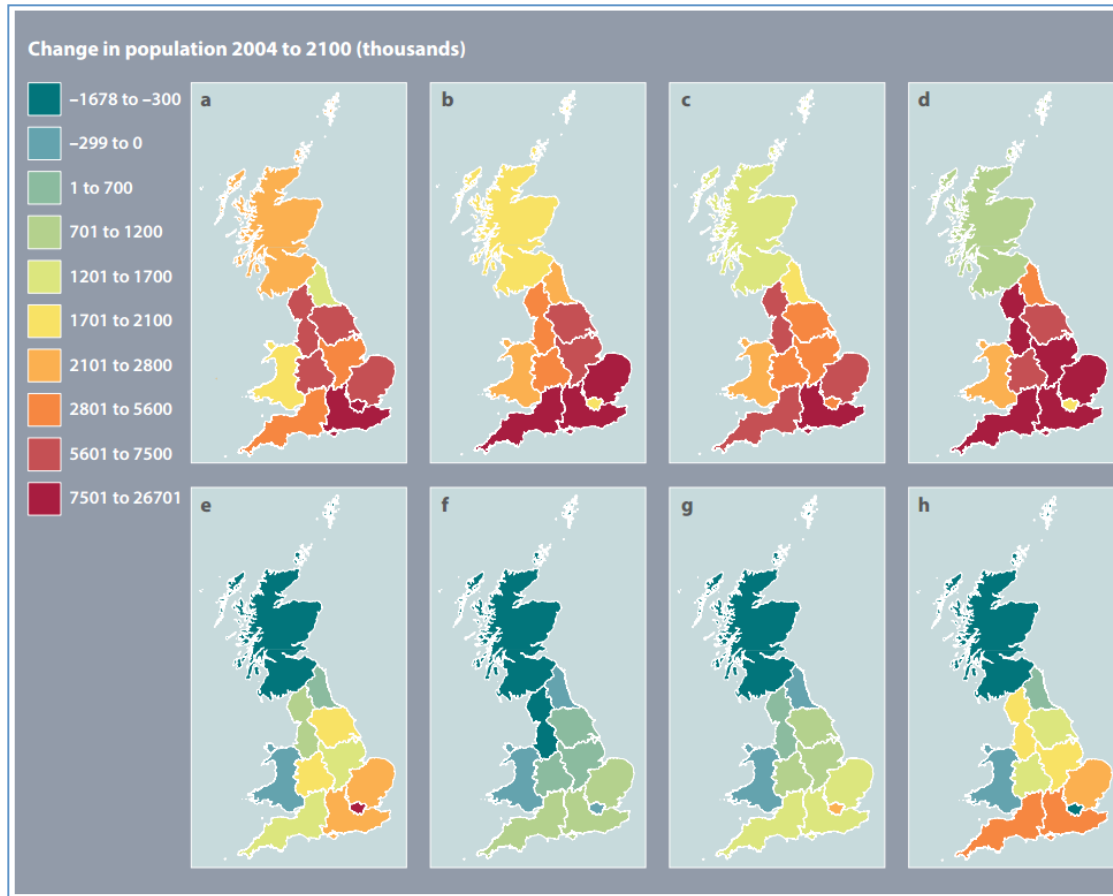 Change in population 2004 to 2100 (thousands)
–1678 to –300
–299 to 0
1 to 700
701 to 1200
1201 to 1700
1701 to 2100
2101 to 2800
2801 to 5600
5601 to 7500
7501 to 26701
a
b
c
d
e
f
g
h